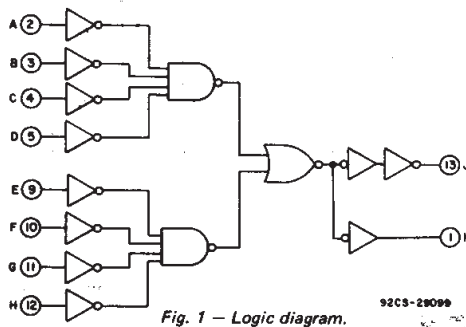 A 2
B 3
C 4
D 5
E 9
F 10
G 11
H 12
13 J
1
92CS-29099
Fig. 1 — Logic diagram.